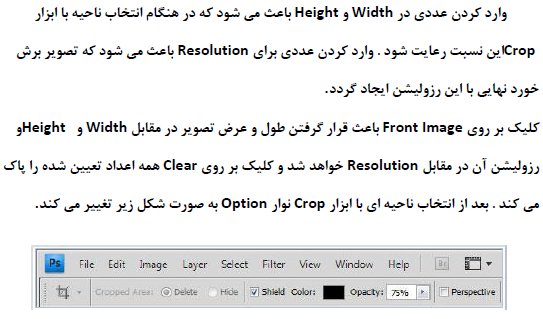 وارد کردن عددی در Width و Height باعث می شود که در هنگام انتخاب ناحیه با ابزار
Cropاین نسبت رعایت شود . وارد کردن عددی برای Resolution باعث می شود که تصویر برش
خورد نهایی با این رزولیشن ایجاد گردد.
کلیک بر روی Front Image باعث قرار گرفتن طول و عرض تصویر در مقابل Width و Heightو
رزولیشن آن در مقابل Resolution خواهد شد و کلیک بر روی Clear همه اعداد تعیین شده را پاک
می کند . بعد از انتخاب ناحیه ای با ابزار Crop نوار Option به صورت شکل زیر تغییر می کند.
Ps File Edit Image Layer Select Filter View Window Help Br
Cropped Area: Delete Hide Shield Color: Opacity: 75% Perspective